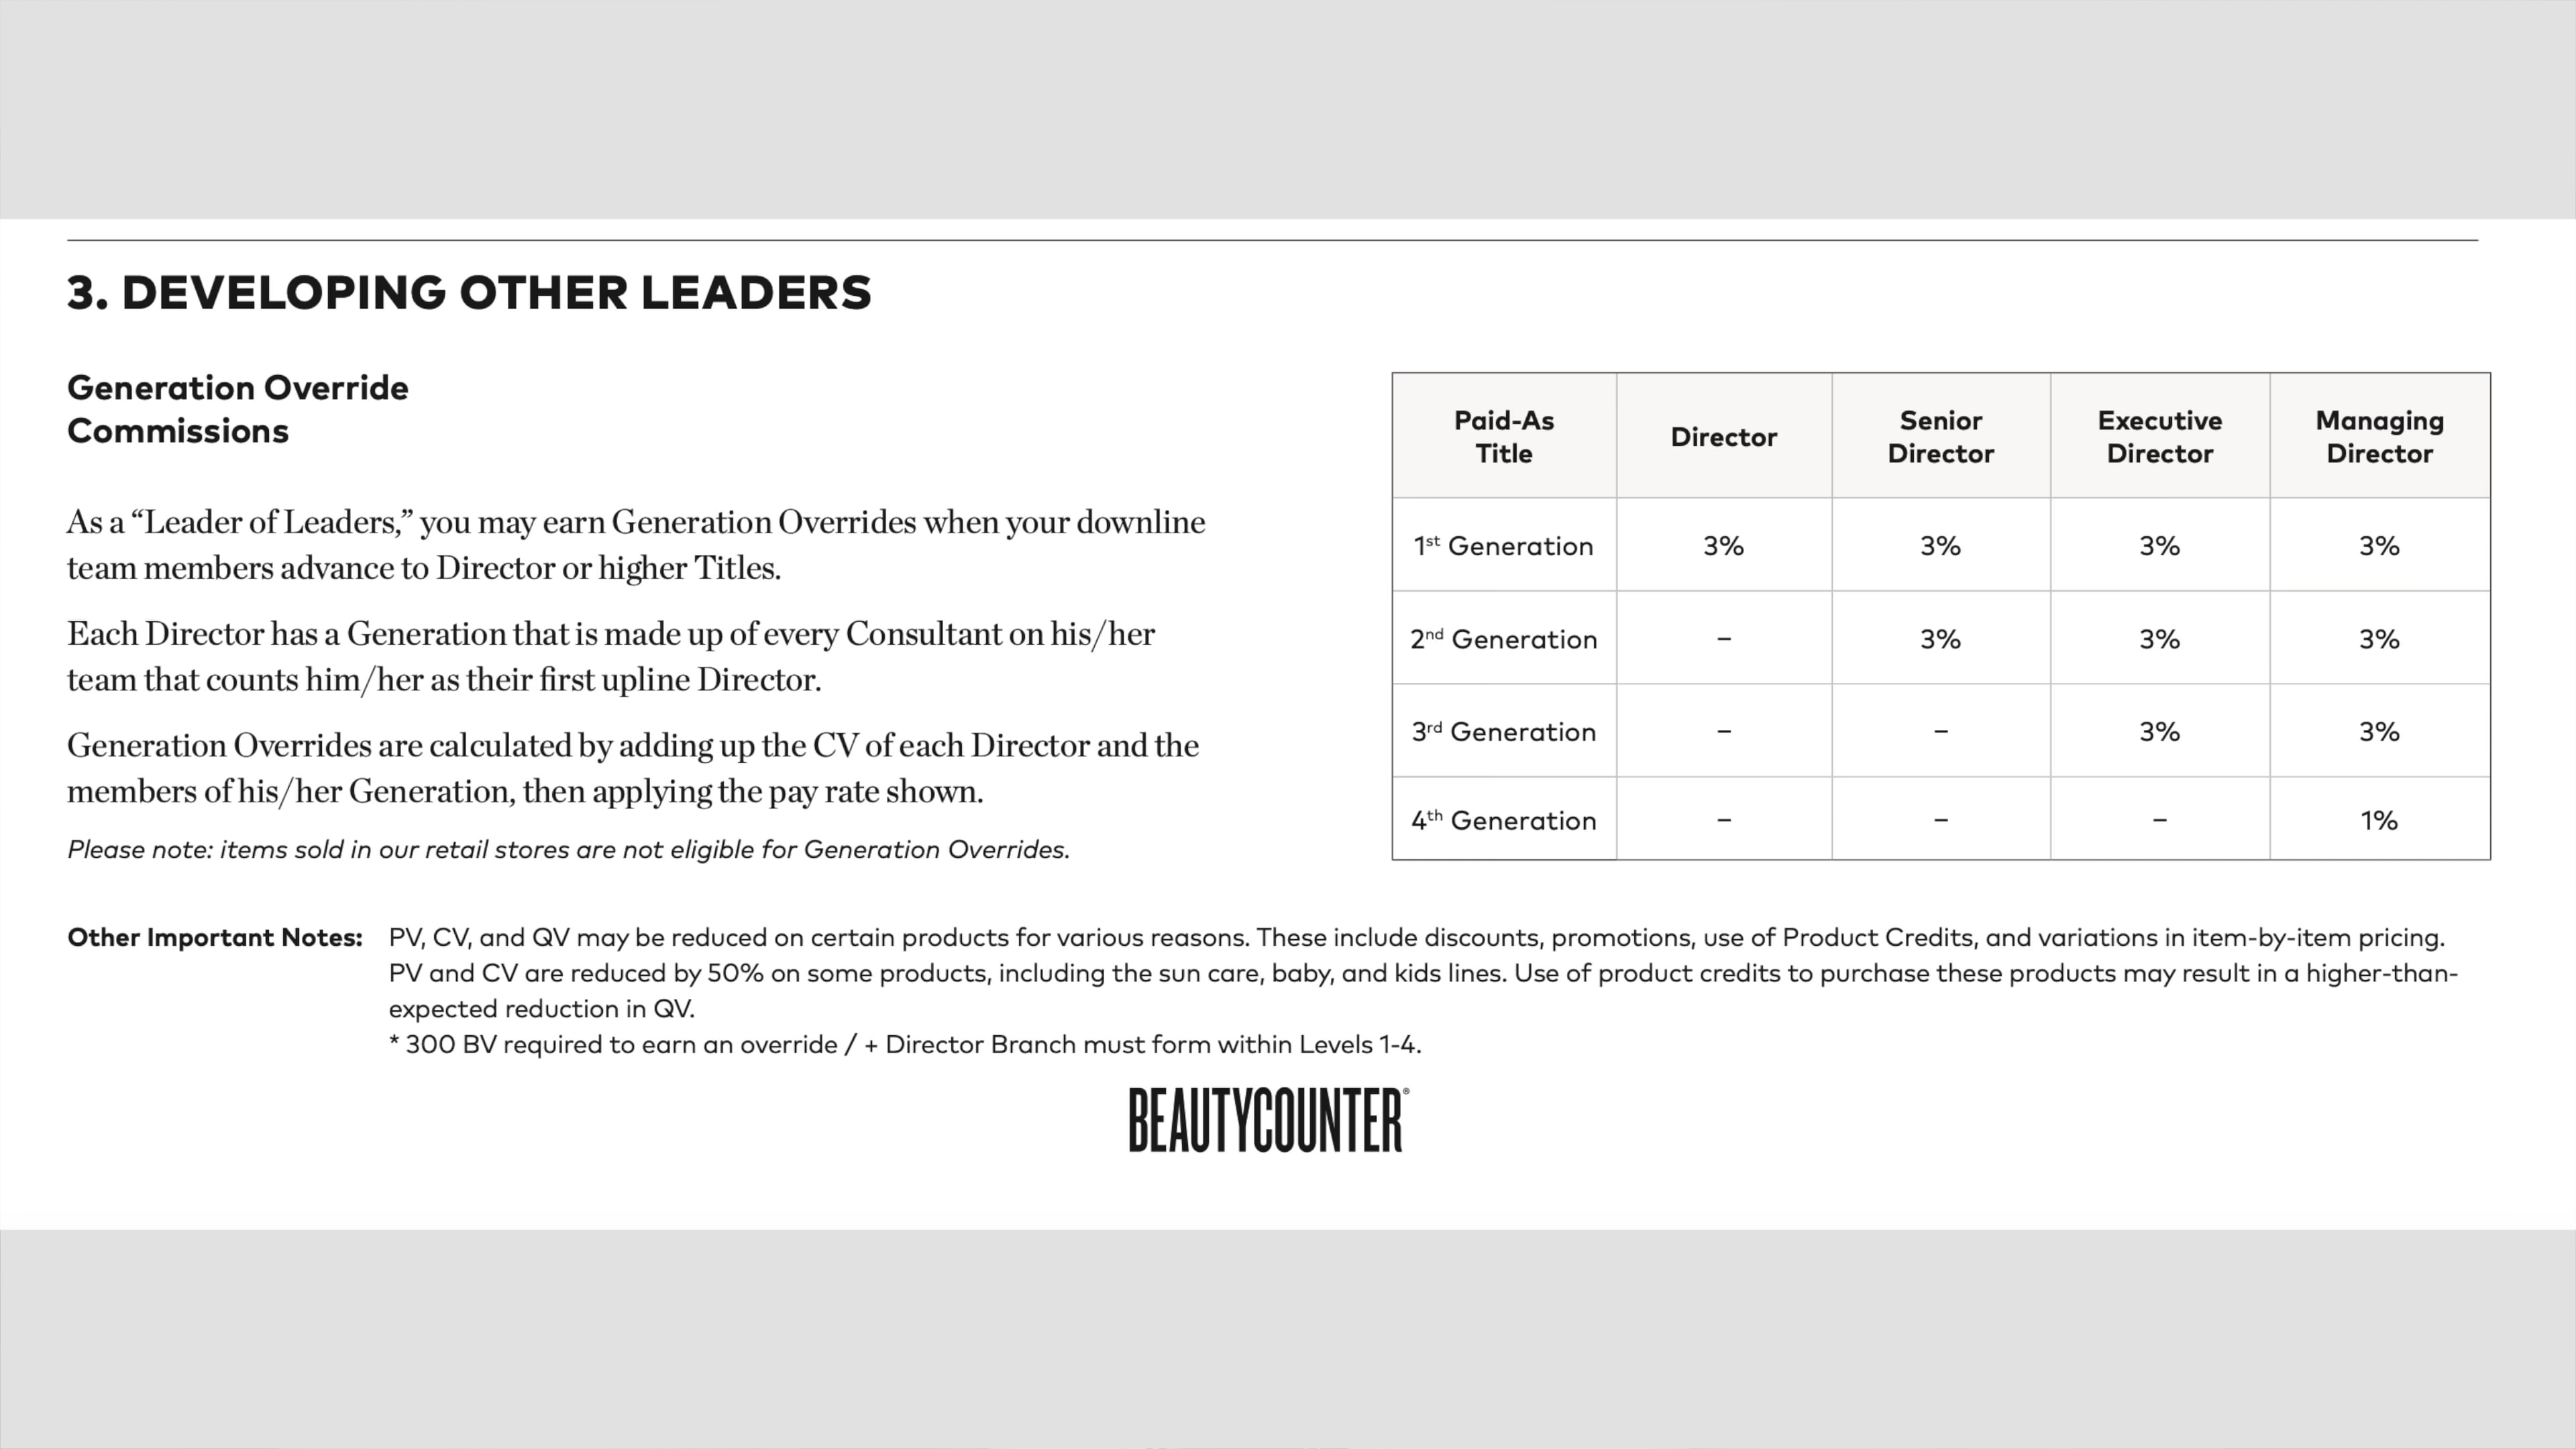 3. DEVELOPING OTHER LEADERS
Generation Override
Commissions
As a “Leader of Leaders,” you may earn Generation Overrides when your downline
team members advance to Director or higher Titles.
Each Director has a Generation that is made up of every Consultant on his/her
team that counts him/her as their first upline Director.
Generation Overrides are calculated by adding up the CV of each Director and the
members of his/her Generation, then applying the pay rate shown.
Please note: items sold in our retail stores are not eligible for Generation Overrides.
Paid-As Title | Director | Senior Director | Executive Director | Managing Director
1st Generation 3% 3% 3% 3%
2nd Generation – 3% 3% 3%
3rd Generation – – 3% 3%
4th Generation – – – 1%
Other Important Notes: PV, CV, and QV may be reduced on certain products for various reasons. These include discounts, promotions, use of Product Credits, and variations in item-by-item pricing.
PV and CV are reduced by 50% on some products, including the sun care, baby, and kids lines. Use of product credits to purchase these products may result in a higher-than-
expected reduction in QV.
* 300 BV required to earn an override / + Director Branch must form within Levels 1-4.
BEAUTYCOUNTER®